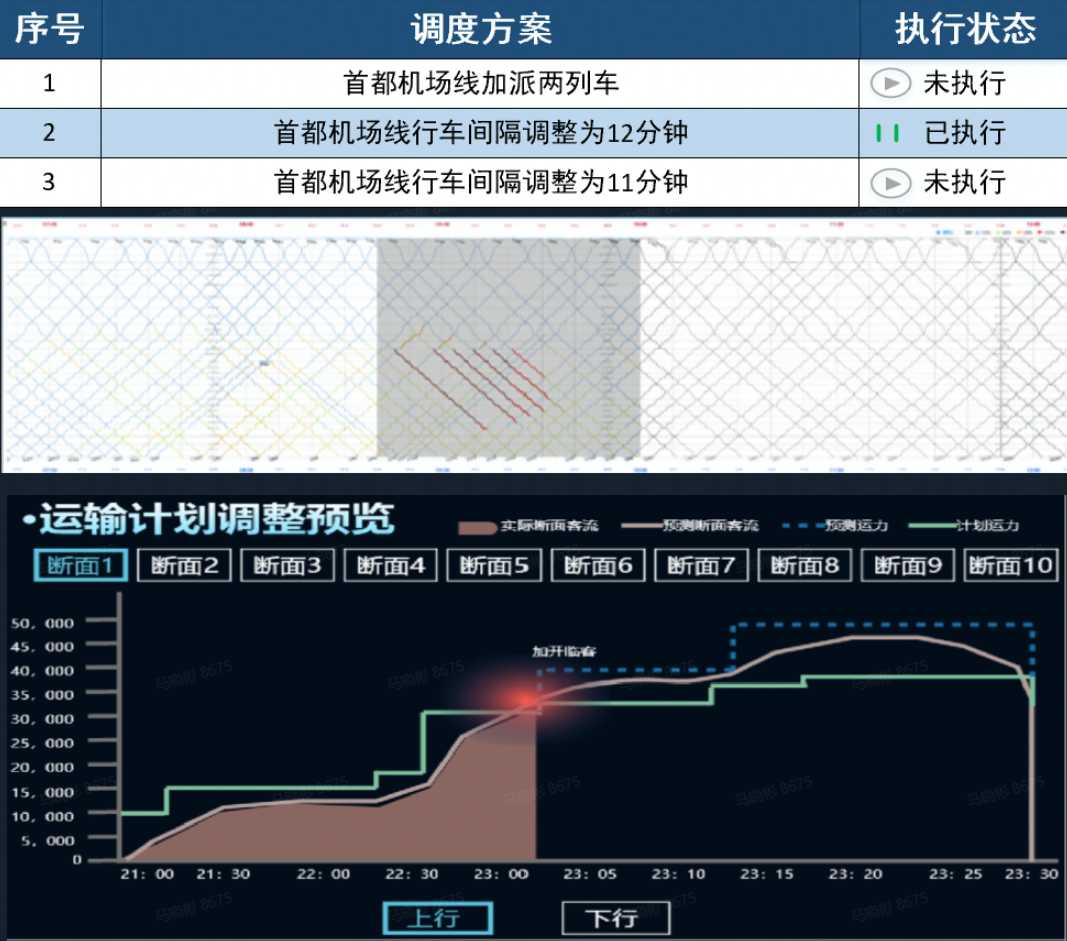 序号 调度方案 执行状态
1 首都机场线加派两列车 未执行
2 首都机场线行车间隔调整为12分钟 已执行
3 首都机场线行车间隔调整为11分钟 未执行
•运输计划调整预览
实际断面客流 预测断面客流 预测运力 计划运力
断面1 断面2 断面3 断面4 断面5 断面6 断面7 断面8 断面9 断面10
50, 000
45, 000
40, 000
35, 000
30, 000
25, 000
20, 000
15, 000
10, 000
5, 000
0
加开临客
21: 00 21: 30 22: 00 22: 30 23: 00 23: 05 23: 10 23: 15 23: 20 23: 25 23: 30
上行 下行
马晓彬 8675